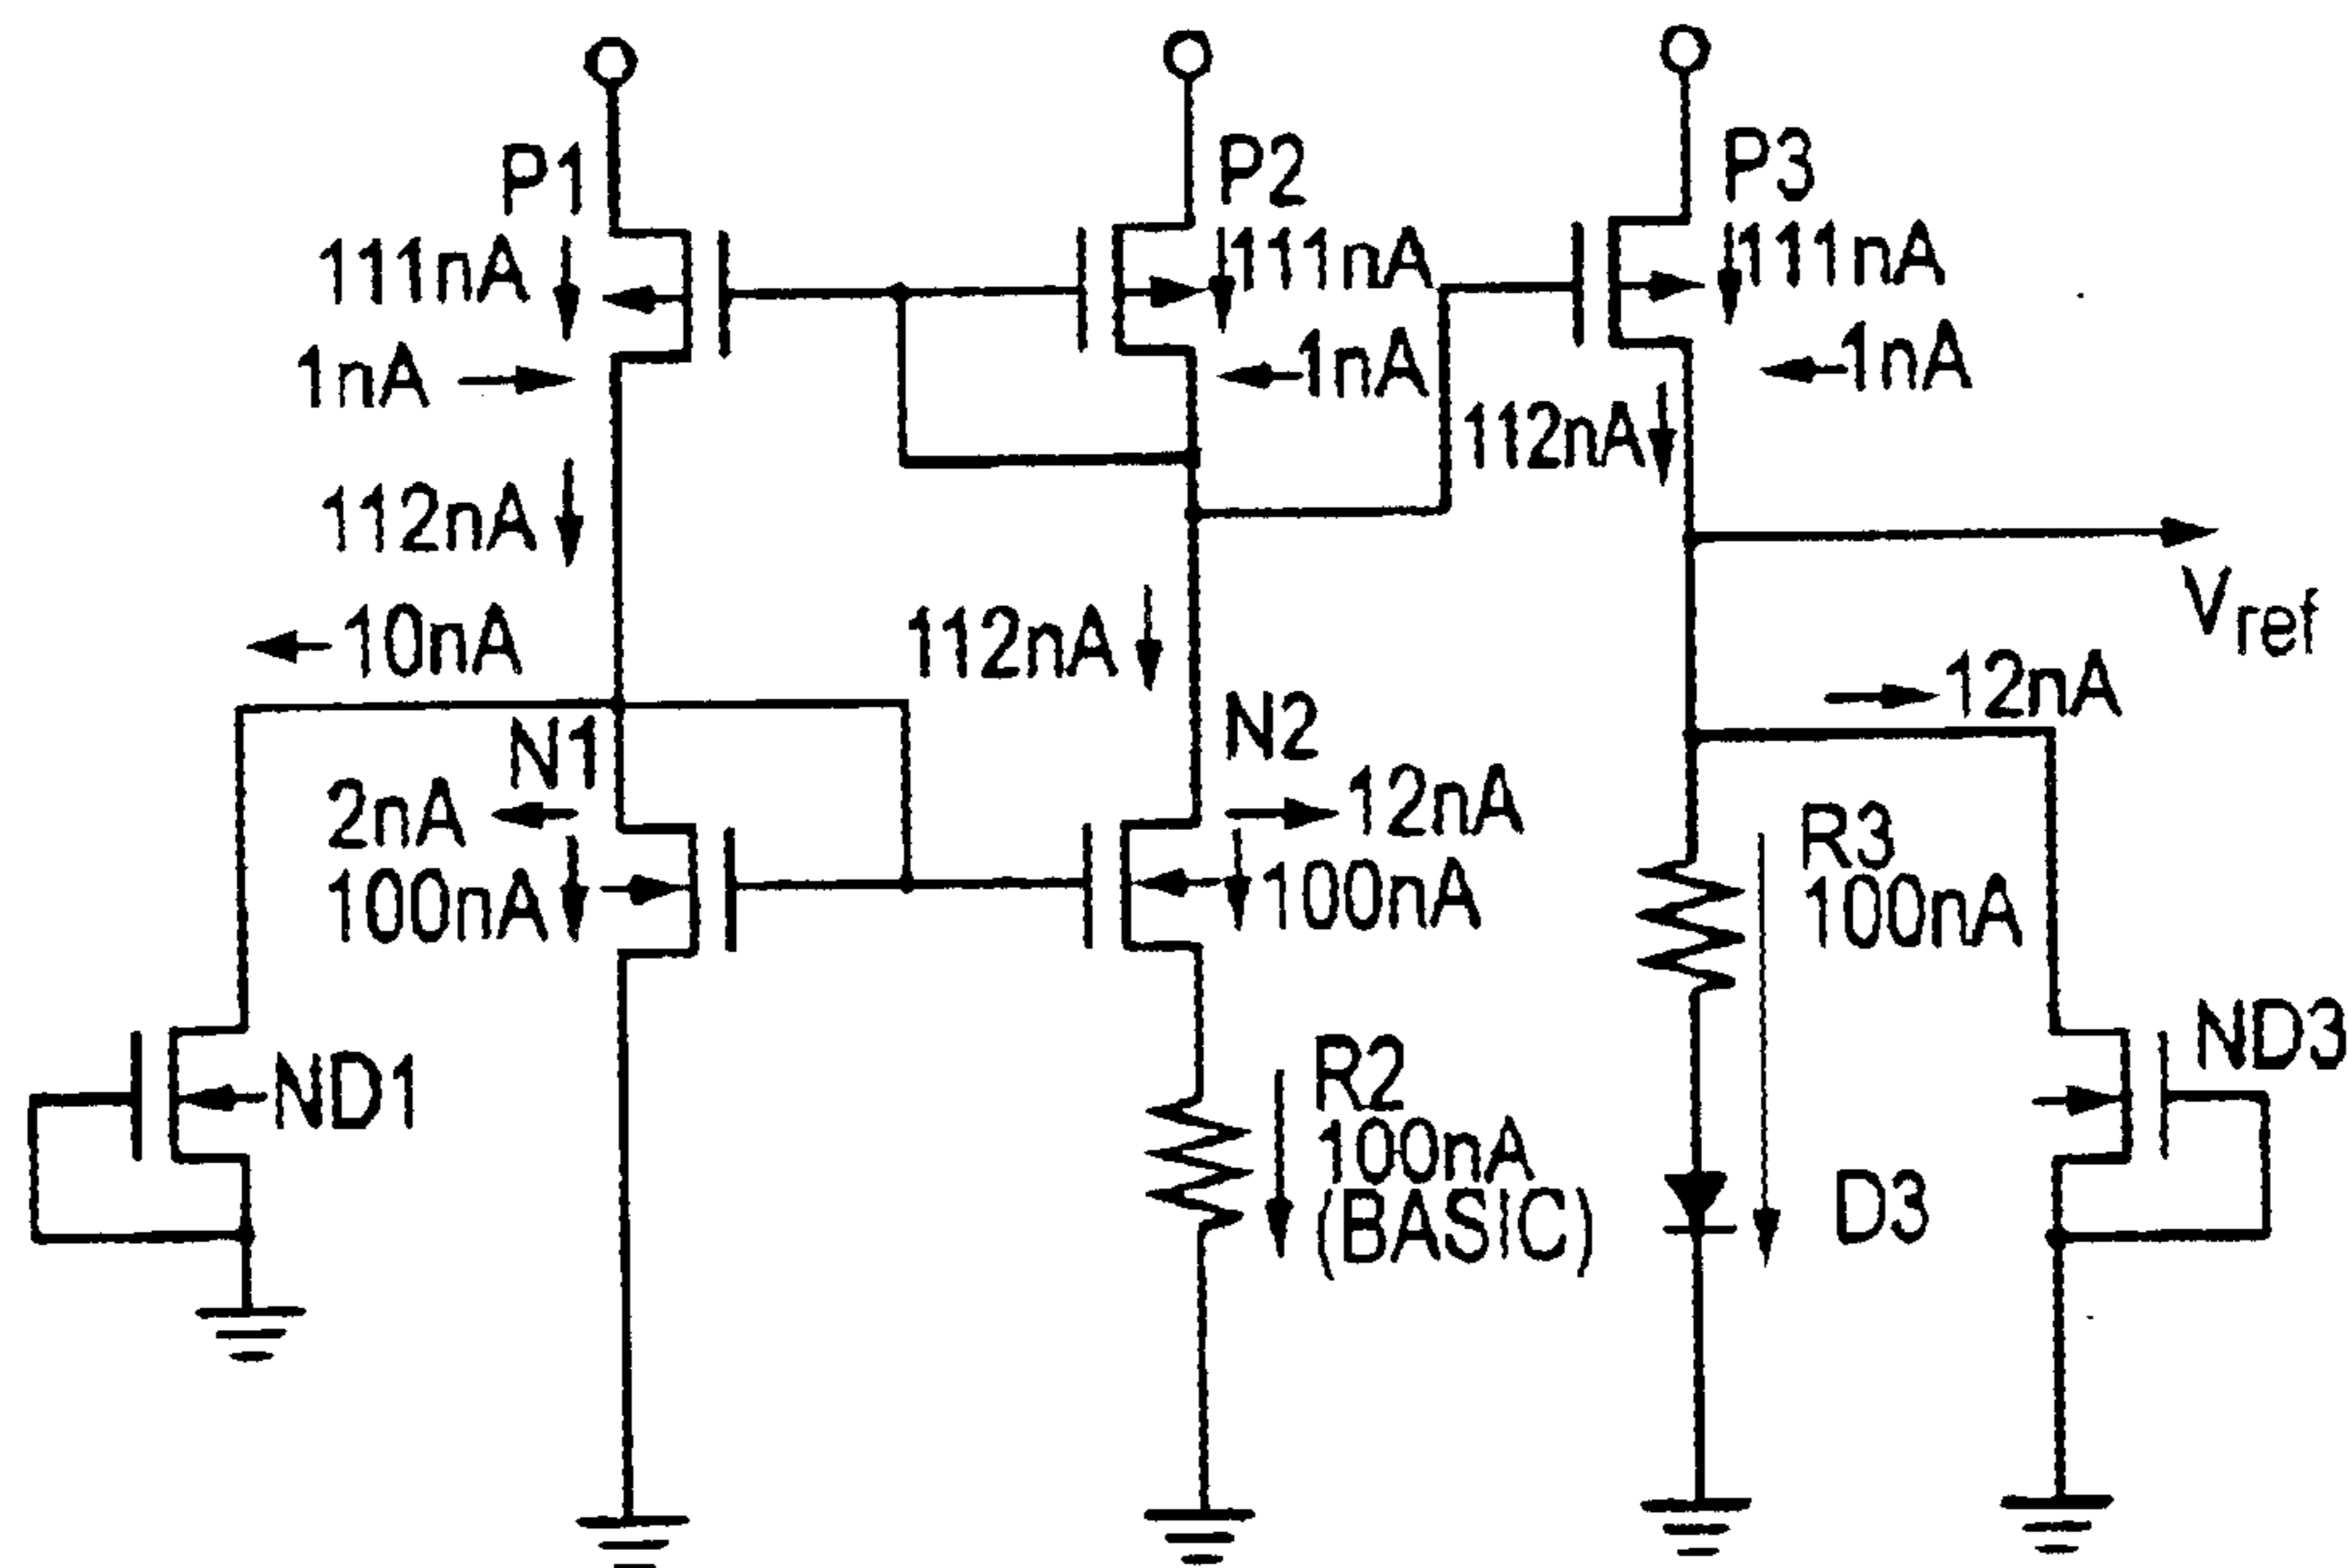 P1
P2
P3
111nA
111nA
111nA
1nA
1nA
1nA
112nA
112nA
10nA
112nA
Vref
12nA
N1
N2
2nA
12nA
100nA
100nA
R3
100nA
ND1
R2
100nA
(BASIC)
ND3
D3